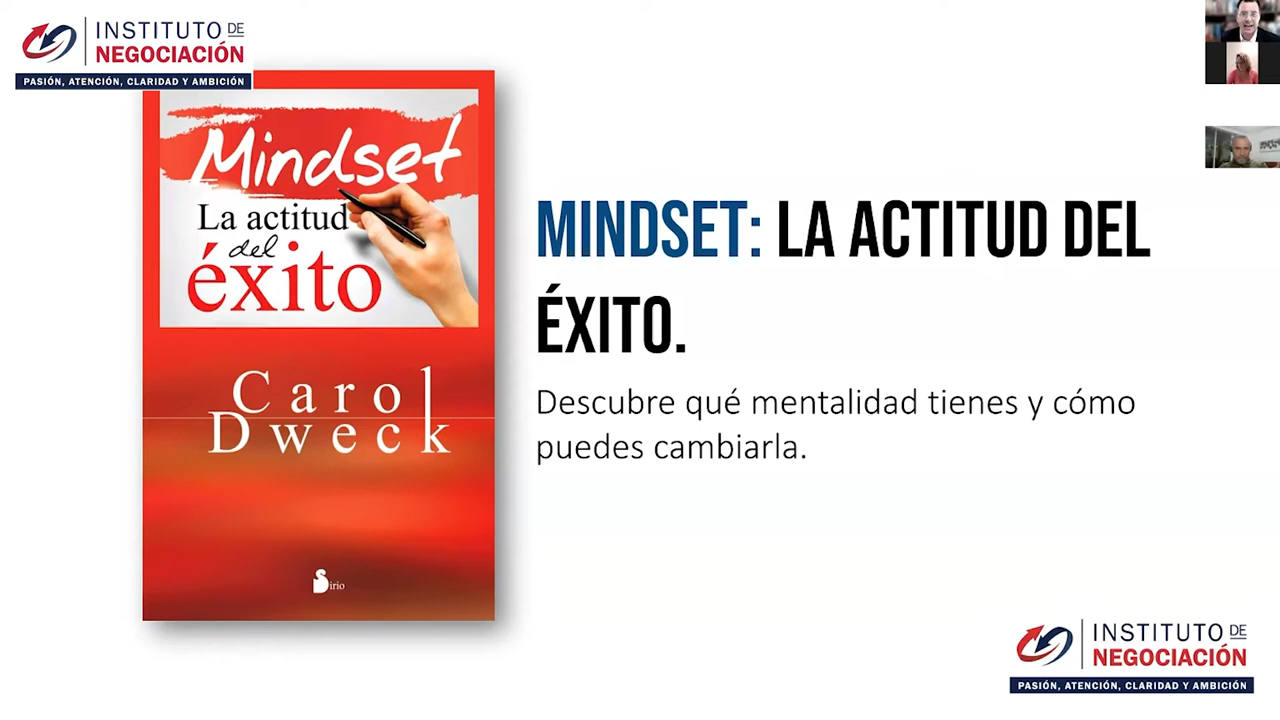 INSTITUTO DE
NEGOCIACIÓN
PASIÓN, ATENCIÓN, CLARIDAD Y AMBICIÓN
Mindset
La actitud
del
éxito
Carol
Dweck
Sirio
MINDSET: LA ACTITUD DEL
ÉXITO.
Descubre qué mentalidad tienes y cómo
puedes cambiarla.
INSTITUTO DE
NEGOCIACIÓN
PASIÓN, ATENCIÓN, CLARIDAD Y AMBICIÓN